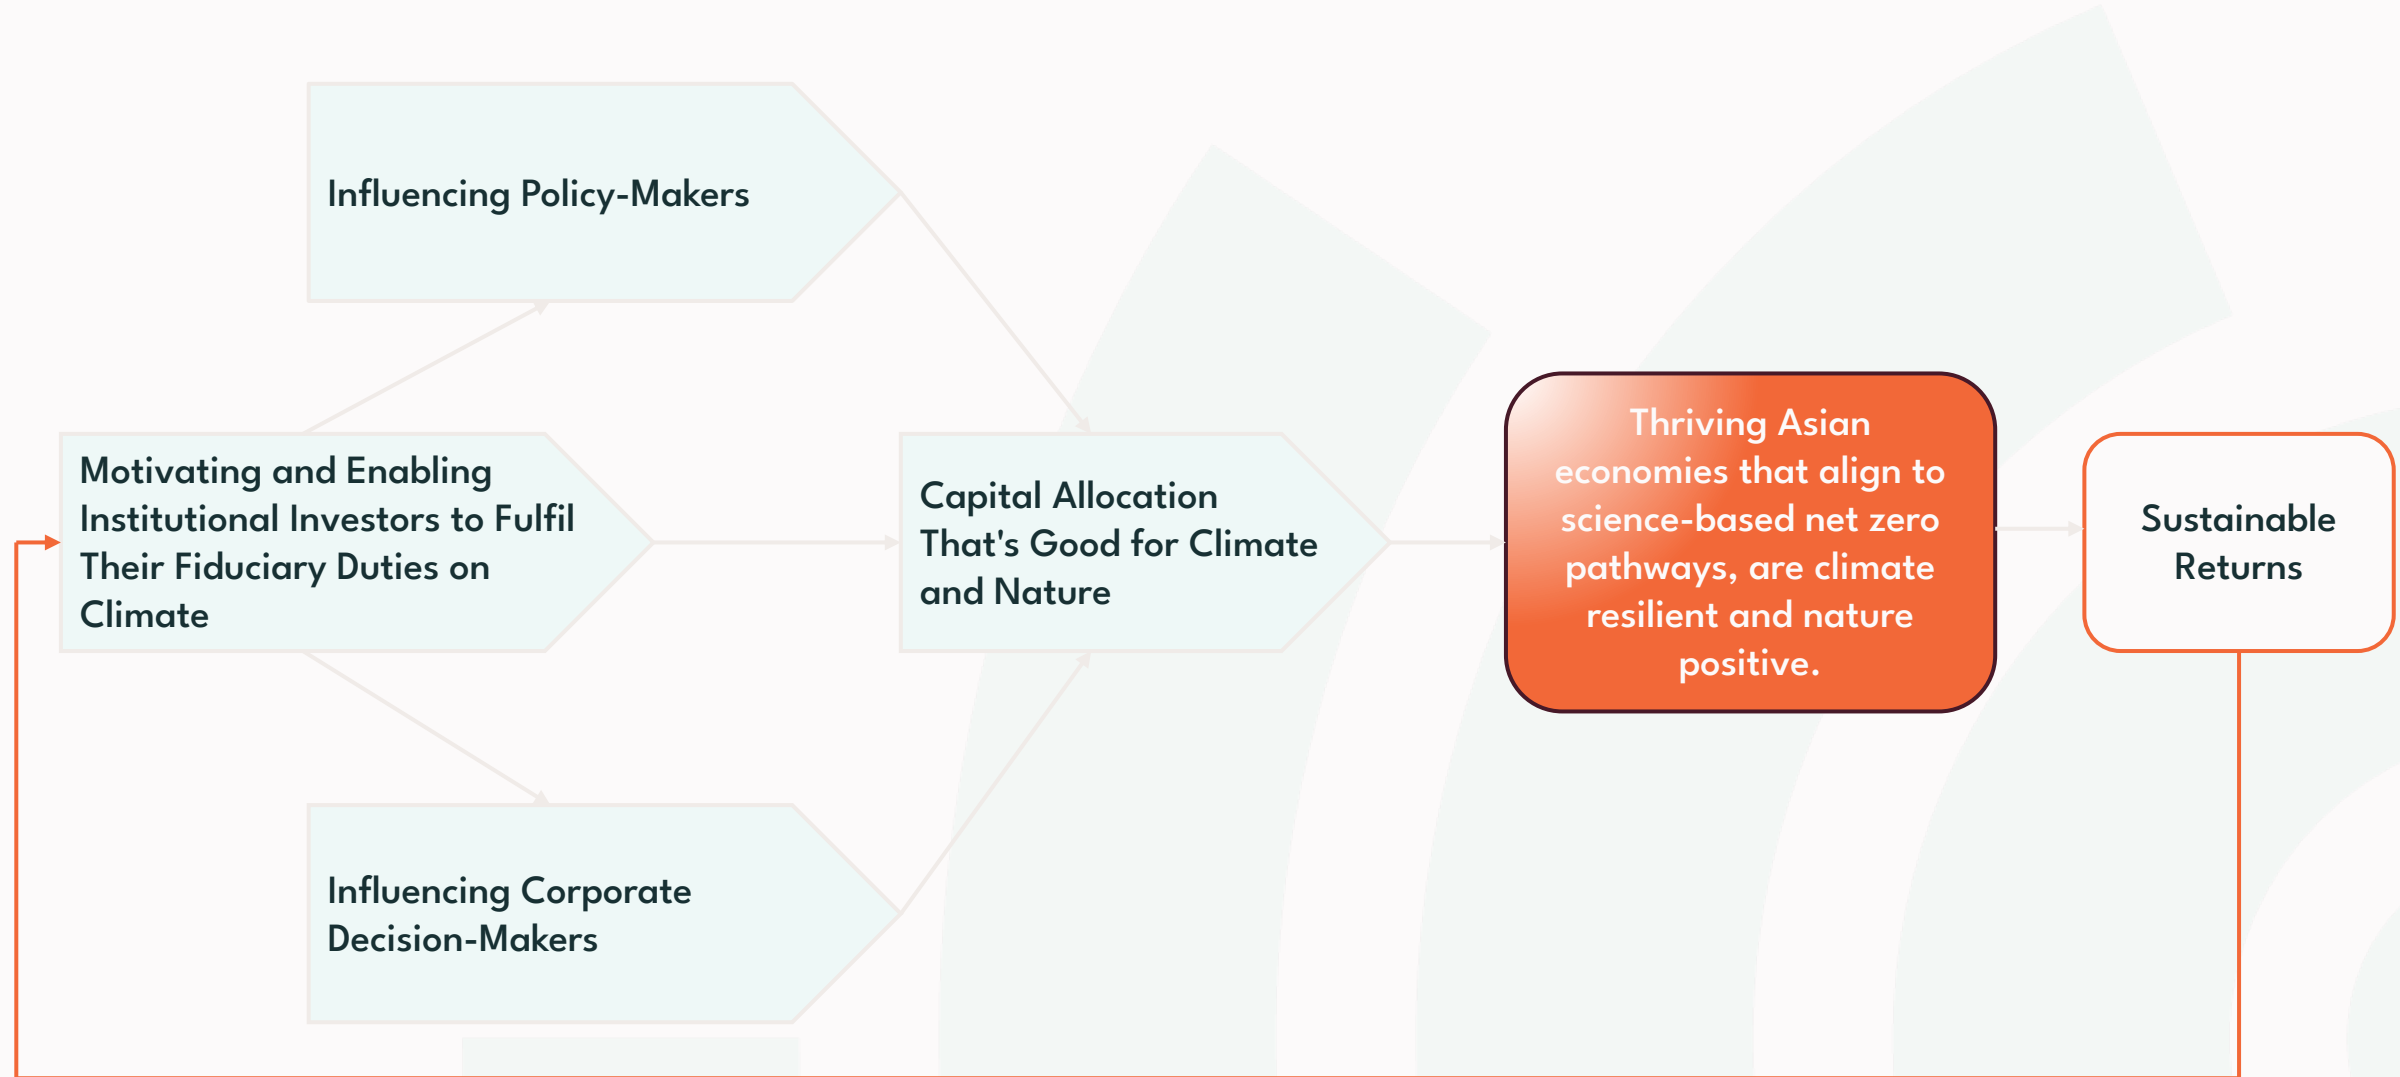 Influencing Policy-Makers
Motivating and Enabling
Institutional Investors to Fulfil
Their Fiduciary Duties on
Climate
Capital Allocation
That's Good for Climate
and Nature
Thriving Asian
economies that align to
science-based net zero
pathways, are climate
resilient and nature
positive.
Sustainable
Returns
Influencing Corporate
Decision-Makers